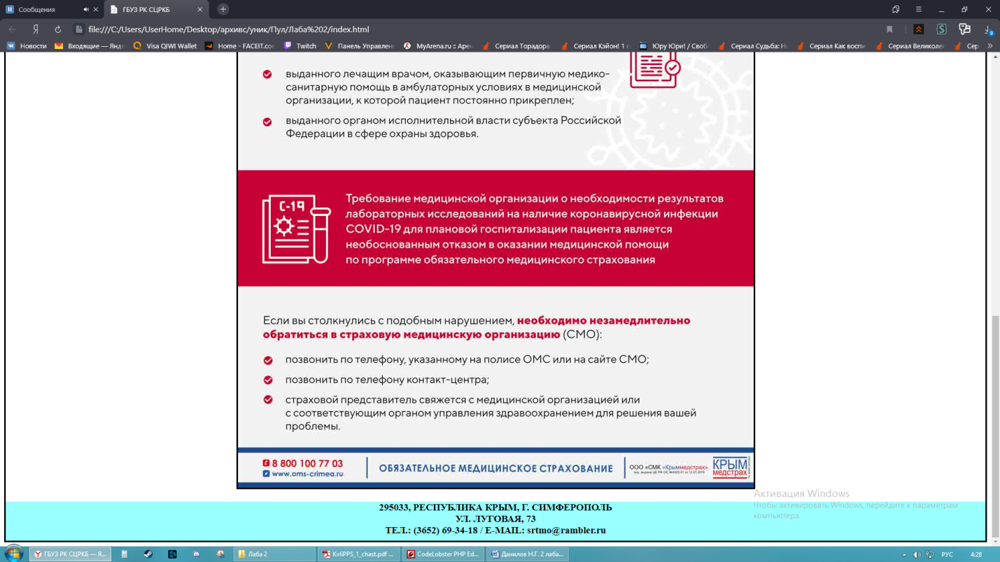 Сообщения
ГБУЗ РК СЦРКБ
file:///C:/Users/UserHome/Desktop/архивс/уник/Пул/Лаба%202/index.html
9
Новости Входящие — Янде Visa QIWI Wallet Home - FACEIT.com Twitch Панель Управлен MyArena.ru :: Арен Сериал Торадора Сериал Кэйон! 1 с Юру Юри! / Своб Сериал Судьба: Н Сериал Как воспи Сериал Великолеп Сер
выданного лечащим врачом, оказывающим первичную медико-
санитарную помощь в амбулаторных условиях в медицинской
организации, к которой пациент постоянно прикреплен;
выданного органом исполнительной власти субъекта Российской
Федерации в сфере охраны здоровья.
C-19
Требование медицинской организации о необходимости результатов
лабораторных исследований на наличие коронавирусной инфекции
COVID-19 для плановой госпитализации пациента является
необоснованным отказом в оказании медицинской помощи
по программе обязательного медицинского страхования
Если вы столкнулись с подобным нарушением, необходимо незамедлительно
обратиться в страховую медицинскую организацию (СМО):
позвонить по телефону, указанному на полисе ОМС или на сайте СМО;
позвонить по телефону контакт-центра;
страховой представитель свяжется с медицинской организацией или
с соответствующим органом управления здравоохранением для решения вашей
проблемы.
8 800 100 77 03
www.oms-crimea.ru
ОБЯЗАТЕЛЬНОЕ МЕДИЦИНСКОЕ СТРАХОВАНИЕ
ООО «СМК «Крыммедстрах»
КРЫМ
медстрах
Активация Windows
Чтобы активировать Windows, перейдите к параметрам
компьютера.
295033, РЕСПУБЛИКА КРЫМ, Г. СИМФЕРОПОЛЬ
УЛ. ЛУГОВАЯ, 73
ТЕЛ.: (3652) 69-34-18 / E-MAIL: srtmo@rambler.ru
ГБУЗ РК СЦРКБ — Я... Лаба 2 KvliPPS_1_chast.pdf ... CodeLobster PHP Ed... Данилов Н.Г. 2 лаба... РУС 4:28